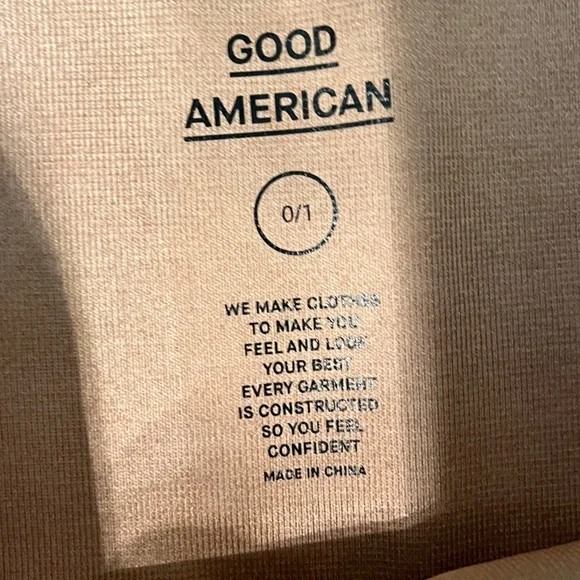 GOOD
AMERICAN
0/1
WE MAKE CLOTHES
TO MAKE YOU
FEEL AND LOOK
YOUR BEST
EVERY GARMENT
IS CONSTRUCTED
SO YOU FEEL
CONFIDENT
MADE IN CHINA